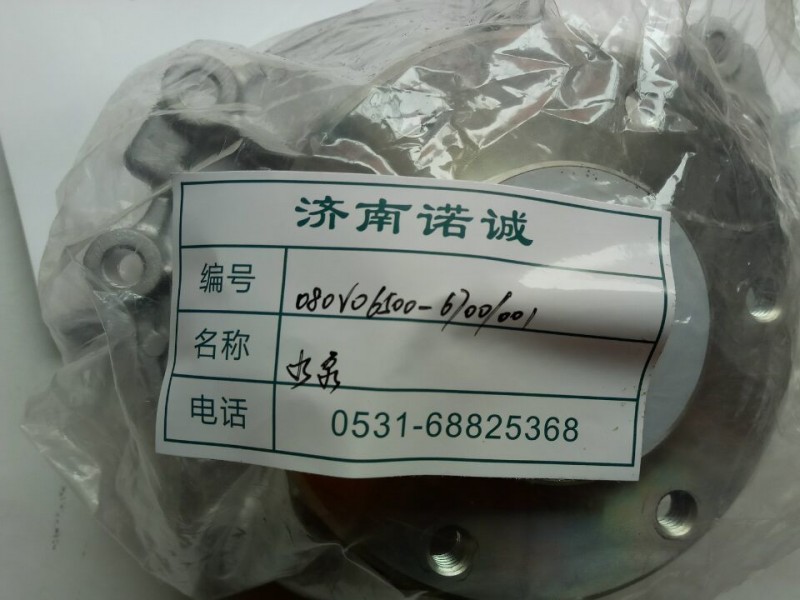 济南诺诚
编号 080V06500-6700/001
名称 水泵
电话 0531-68825368